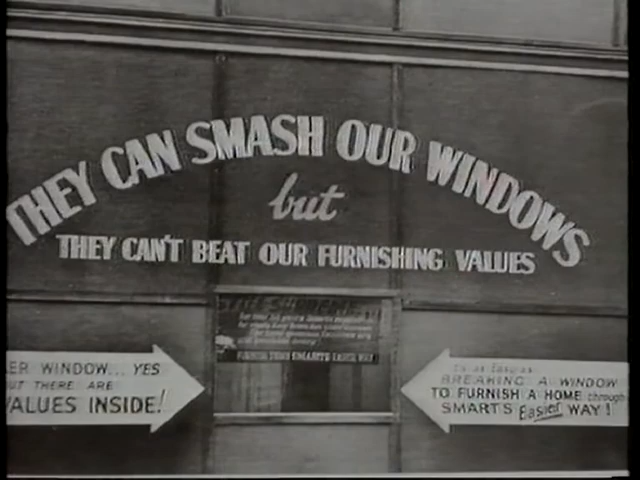 THEY CAN SMASH OUR WINDOWS
but
THEY CAN'T BEAT OUR FURNISHING VALUES
ER WINDOW... YES
UT THERE ARE
VALUES INSIDE!
BREAKING A WINDOW
TO FURNISH A HOME through
SMART'S Easier WAY!